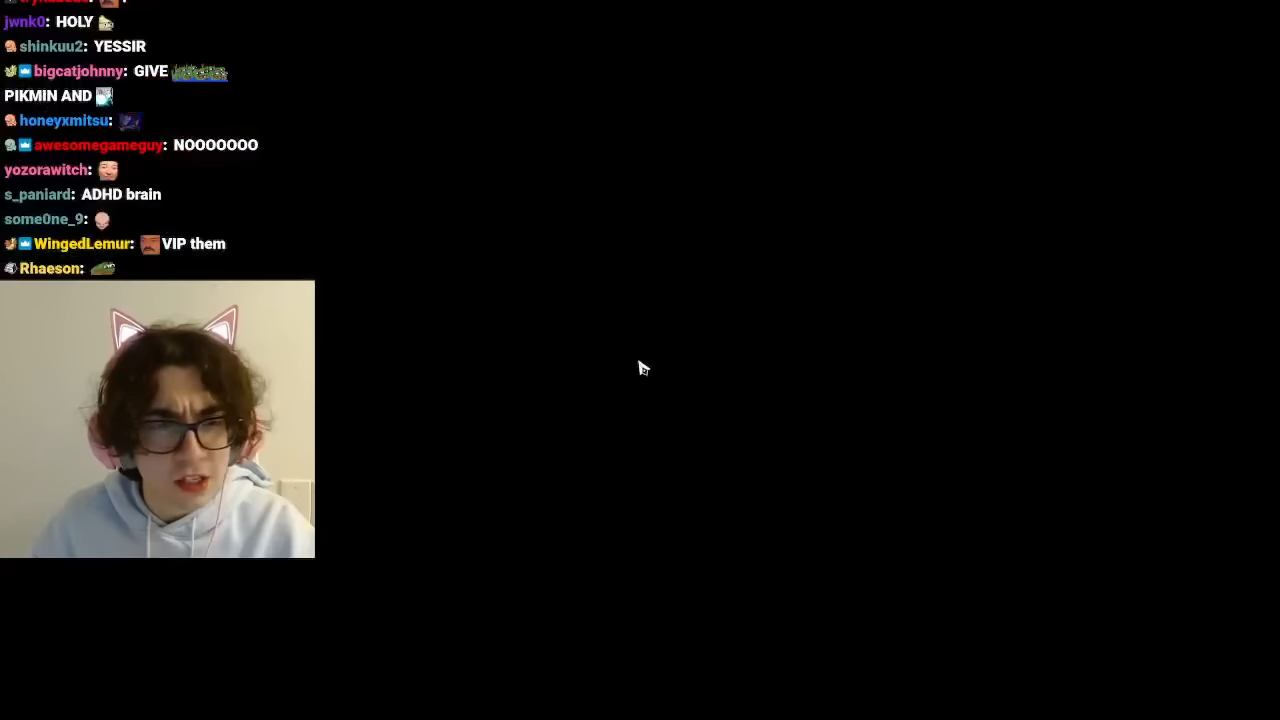 jwnk0: HOLY
shinkuu2: YESSIR
bigcatjohnny: GIVE
PIKMIN AND
honeyxmitsu:
awesomegameguy: NOOOOOOO
yozorawitch:
s_paniard: ADHD brain
some0ne_9:
WingedLemur: VIP them
Rhaeson: